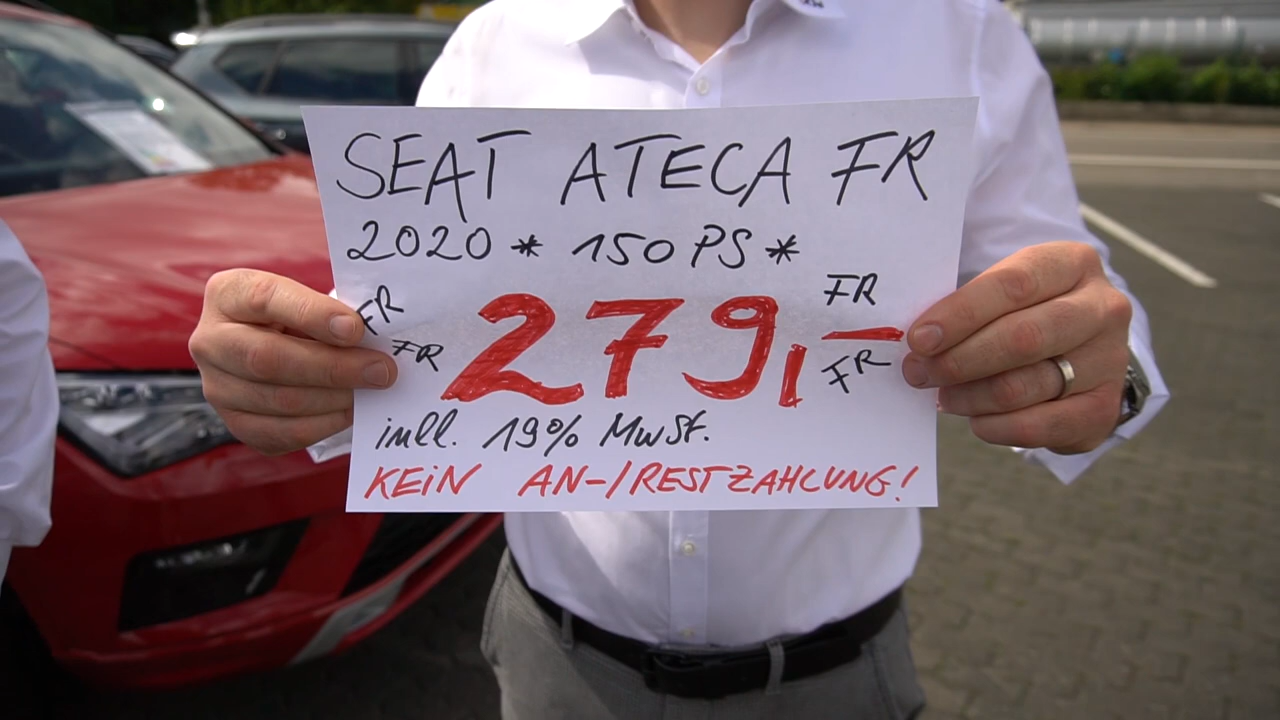 SEAT ATECA FR
2020 * 150 PS *
FR
FR
279,-
FR
FR
inkl. 19% MwSt.
KEIN AN-/RESTZAHLUNG!